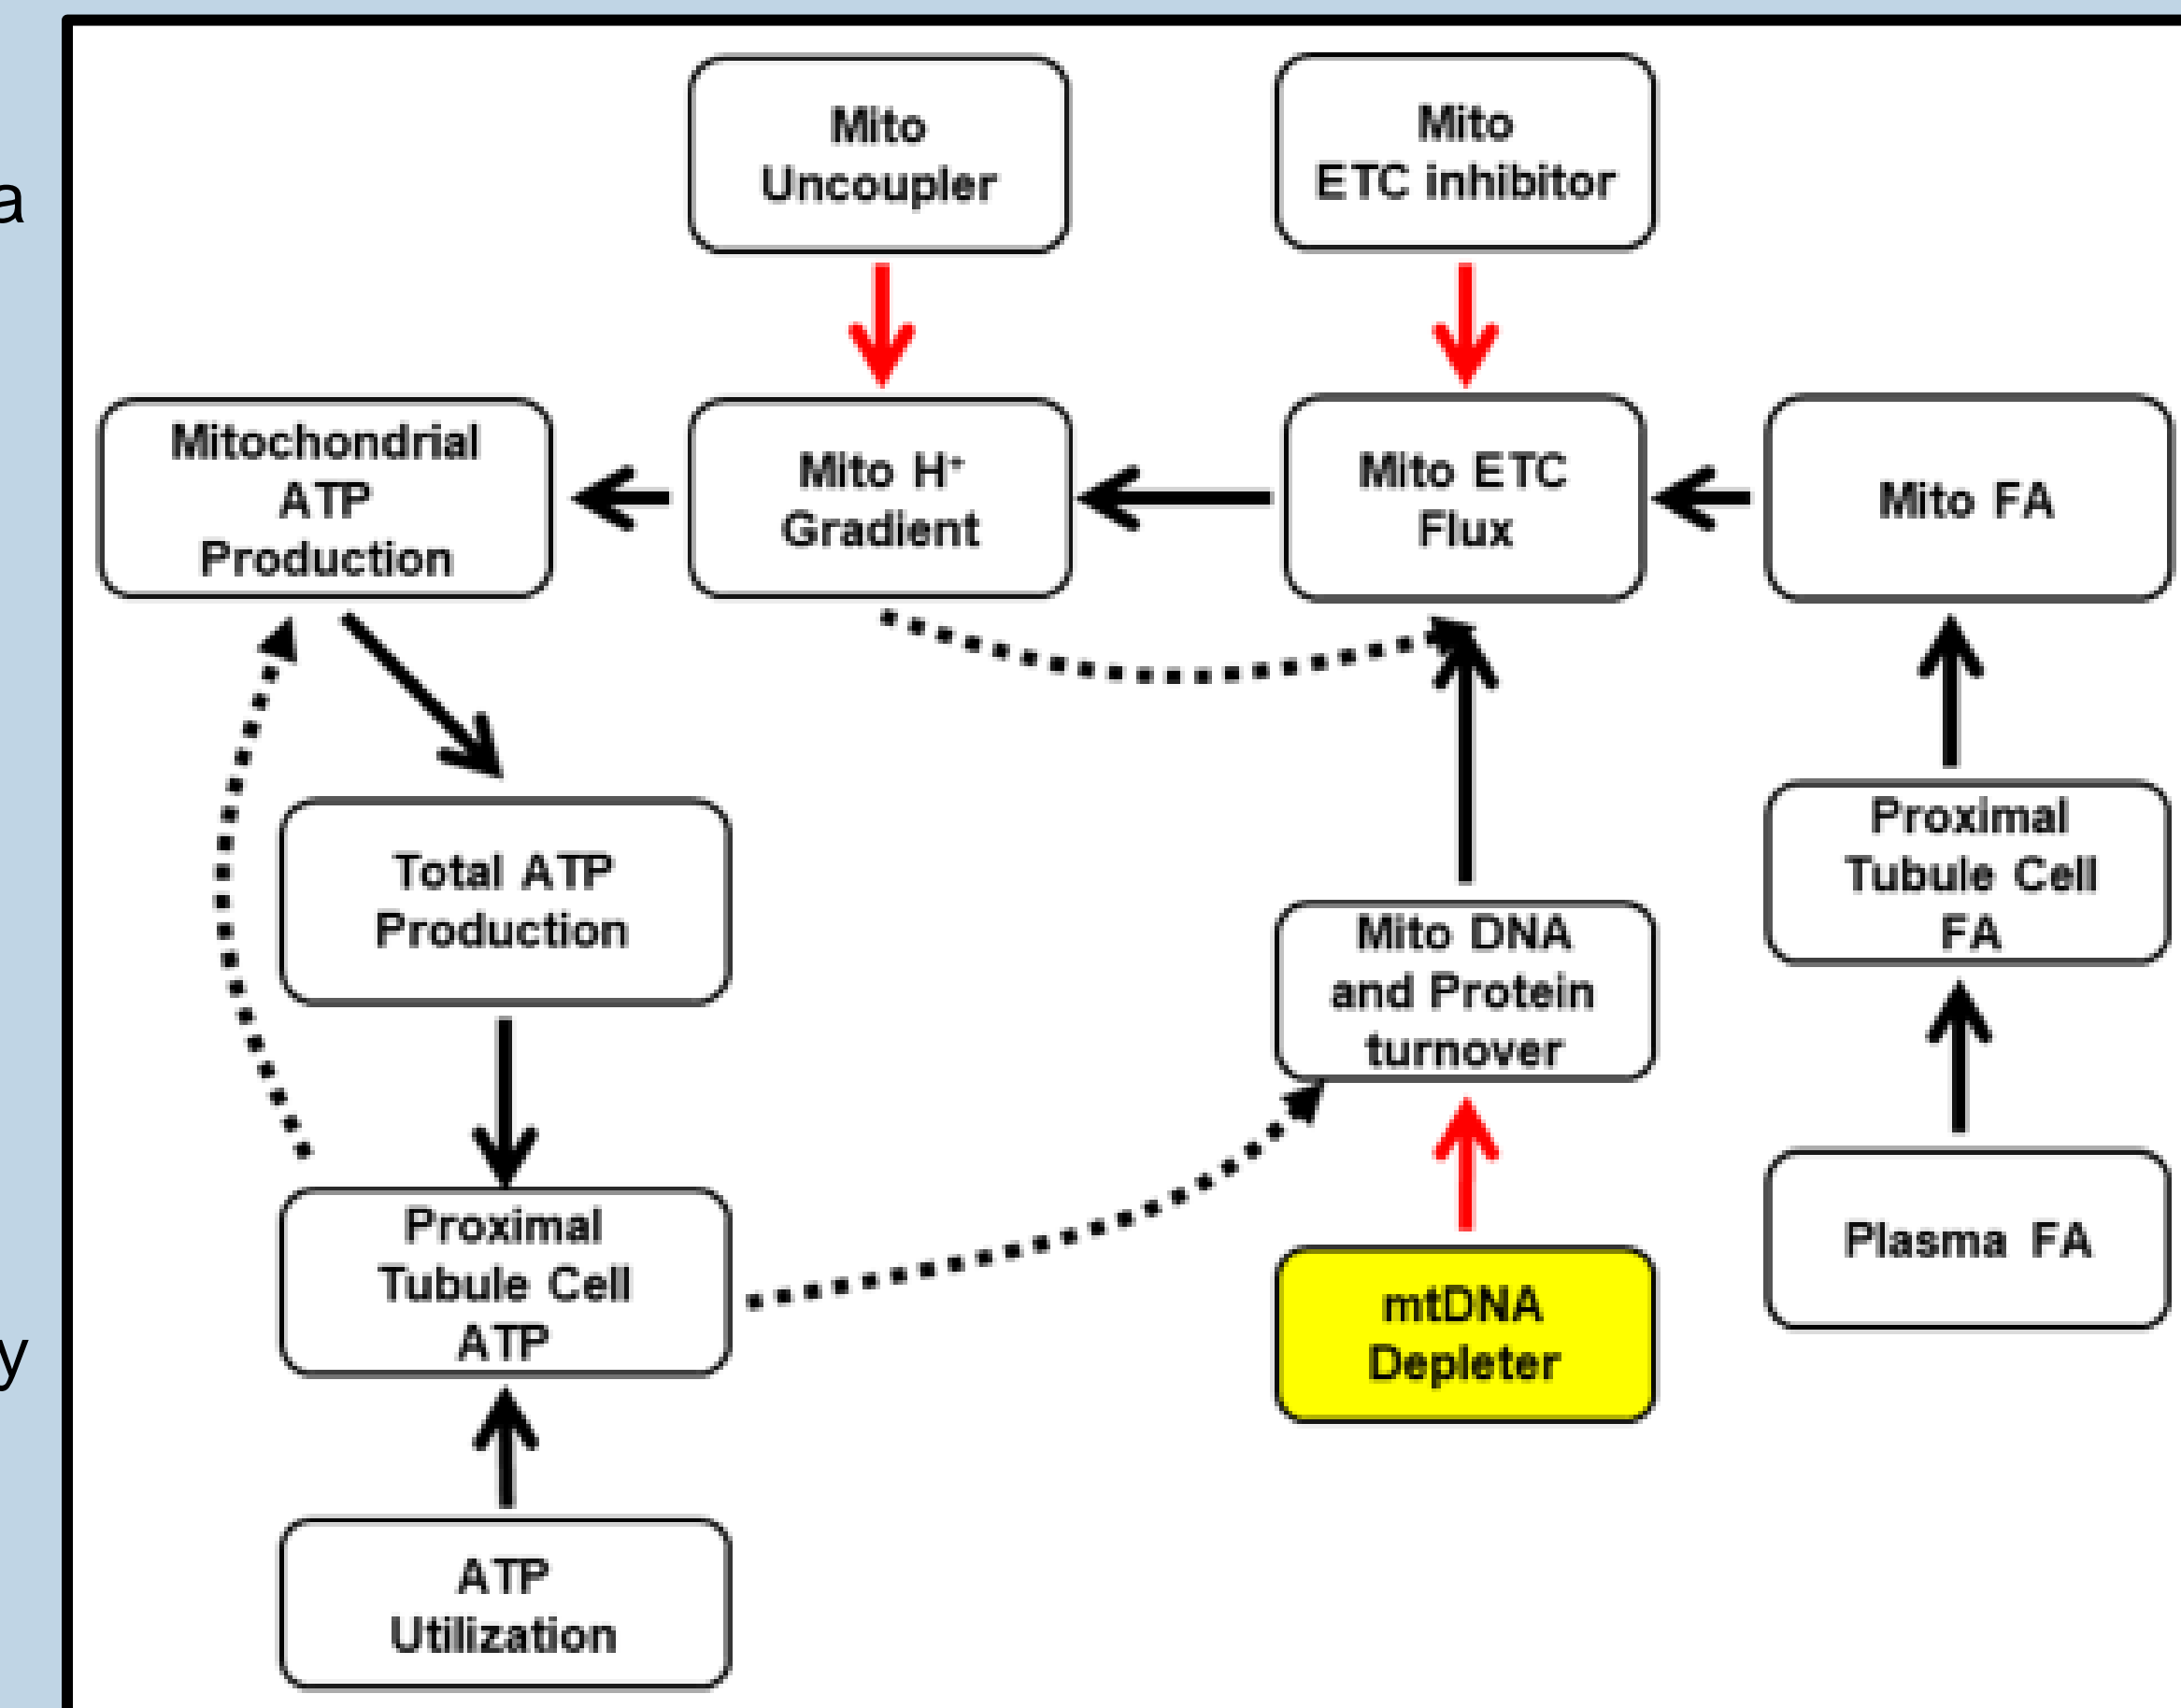 a
y
Mito
Uncoupler
Mito
ETC inhibitor
Mitochondrial
ATP
Production
Mito H⁺
Gradient
Mito ETC
Flux
Mito FA
Total ATP
Production
Mito DNA
and Protein
turnover
Proximal
Tubule Cell
FA
Proximal
Tubule Cell
ATP
mtDNA
Depleter
Plasma FA
ATP
Utilization